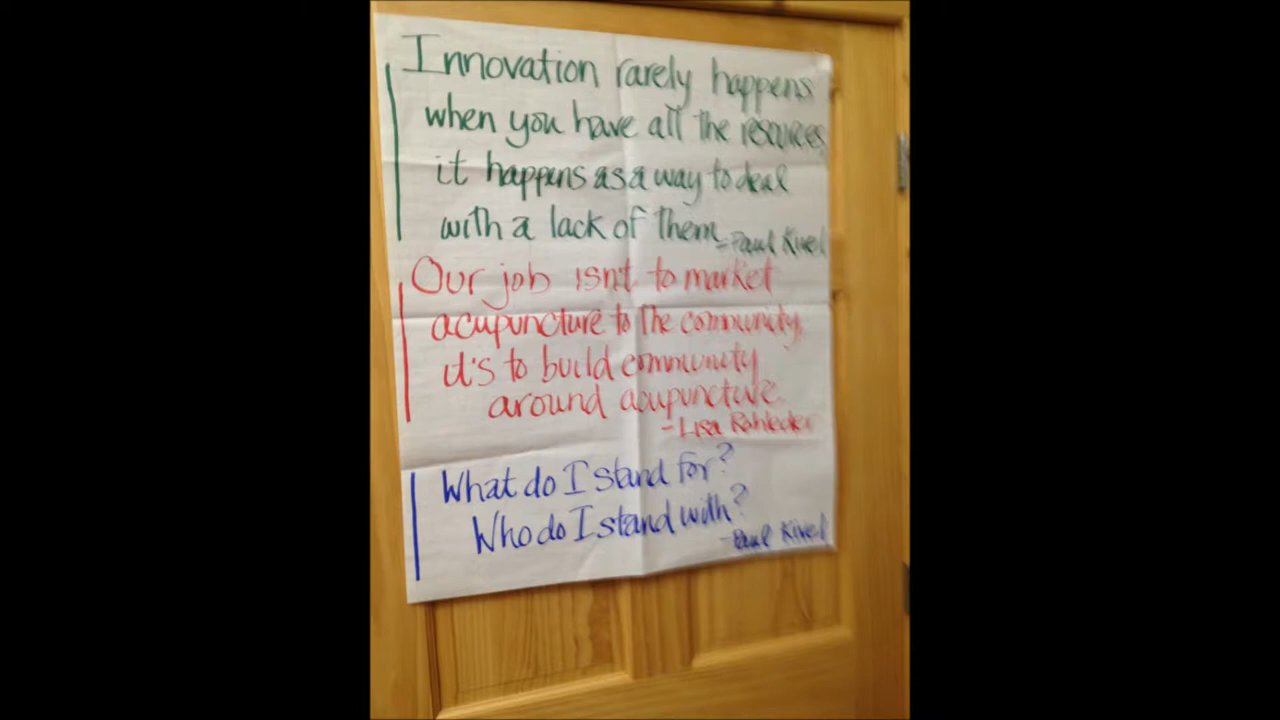 Innovation rarely happens
when you have all the resources,
it happens as a way to deal
with a lack of them
- Paul Kivel
Our job isn't to market
acupuncture to the community,
it's to build community
around acupuncture.
- Lisa Rohleder
What do I stand for?
Who do I stand with?
- Paul Kivel